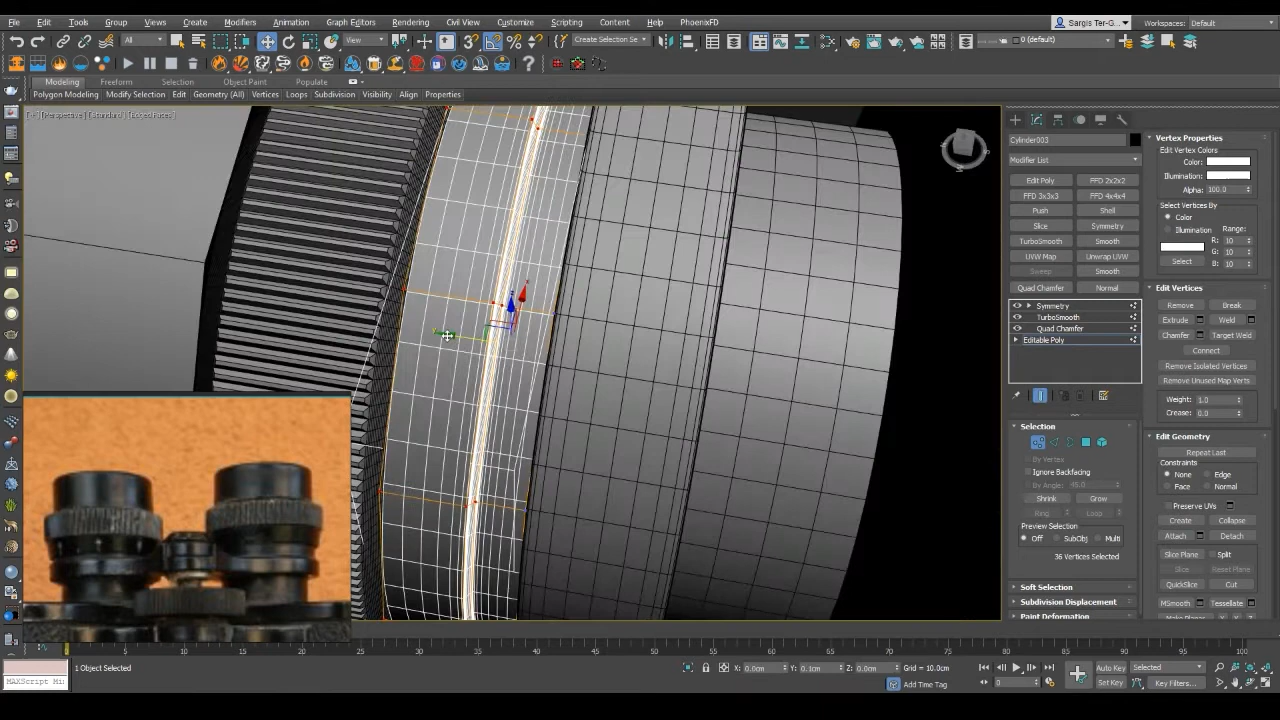 File Edit Tools Group Views Create Modifiers Animation Graph Editors Rendering Civil View Customize Scripting Content Help PhoenixFD
Sargis Ter-G... Workspaces: Default
All View Create Selection Se 0 (default)
Modeling Freeform Selection Object Paint Populate
Polygon Modeling Modify Selection Edit Geometry (All) Vertices Loops Subdivision Visibility Align Properties
[+] [Perspective] [Standard] [Edged Faces]
Cylinder003
Modifier List
Edit Poly FFD 2x2x2
FFD 3x3x3 FFD 4x4x4
Push Shell
Slice Symmetry
TurboSmooth Smooth
UVW Map Unwrap UVW
Sweep Smooth
Quad Chamfer Normal
Symmetry
TurboSmooth
Quad Chamfer
Editable Poly
Selection
By Vertex
Ignore Backfacing
By Angle: 45.0
Shrink Grow
Ring Loop
Preview Selection
Off SubObj Multi
36 Vertices Selected
Soft Selection
Subdivision Displacement
Paint Deformation
Vertex Properties
Edit Vertex Colors
Color:
Illumination:
Alpha: 100.0
Select Vertices By
Color
Illumination Range:
R: 10
G: 10
Select B: 10
Edit Vertices
Remove Break
Extrude Weld
Chamfer Target Weld
Connect
Remove Isolated Vertices
Remove Unused Map Verts
Weight: 1.0
Crease: 0.0
Edit Geometry
Repeat Last
Constraints
None Edge
Face Normal
Preserve UVs
Create Collapse
Attach Detach
Slice Plane Split
Slice Reset Plane
QuickSlice Cut
MSmooth Tessellate
0 5 10 15 20 25 30 35 40 45 50 55 60 65 70 75 80 85 90 95 100
MAXScript Mi: 1 Object Selected X: 0.0cm Y: 0.1cm Z: 0.0cm Grid = 10.0cm Auto Key Selected
Add Time Tag 0 Set Key Key Filters...